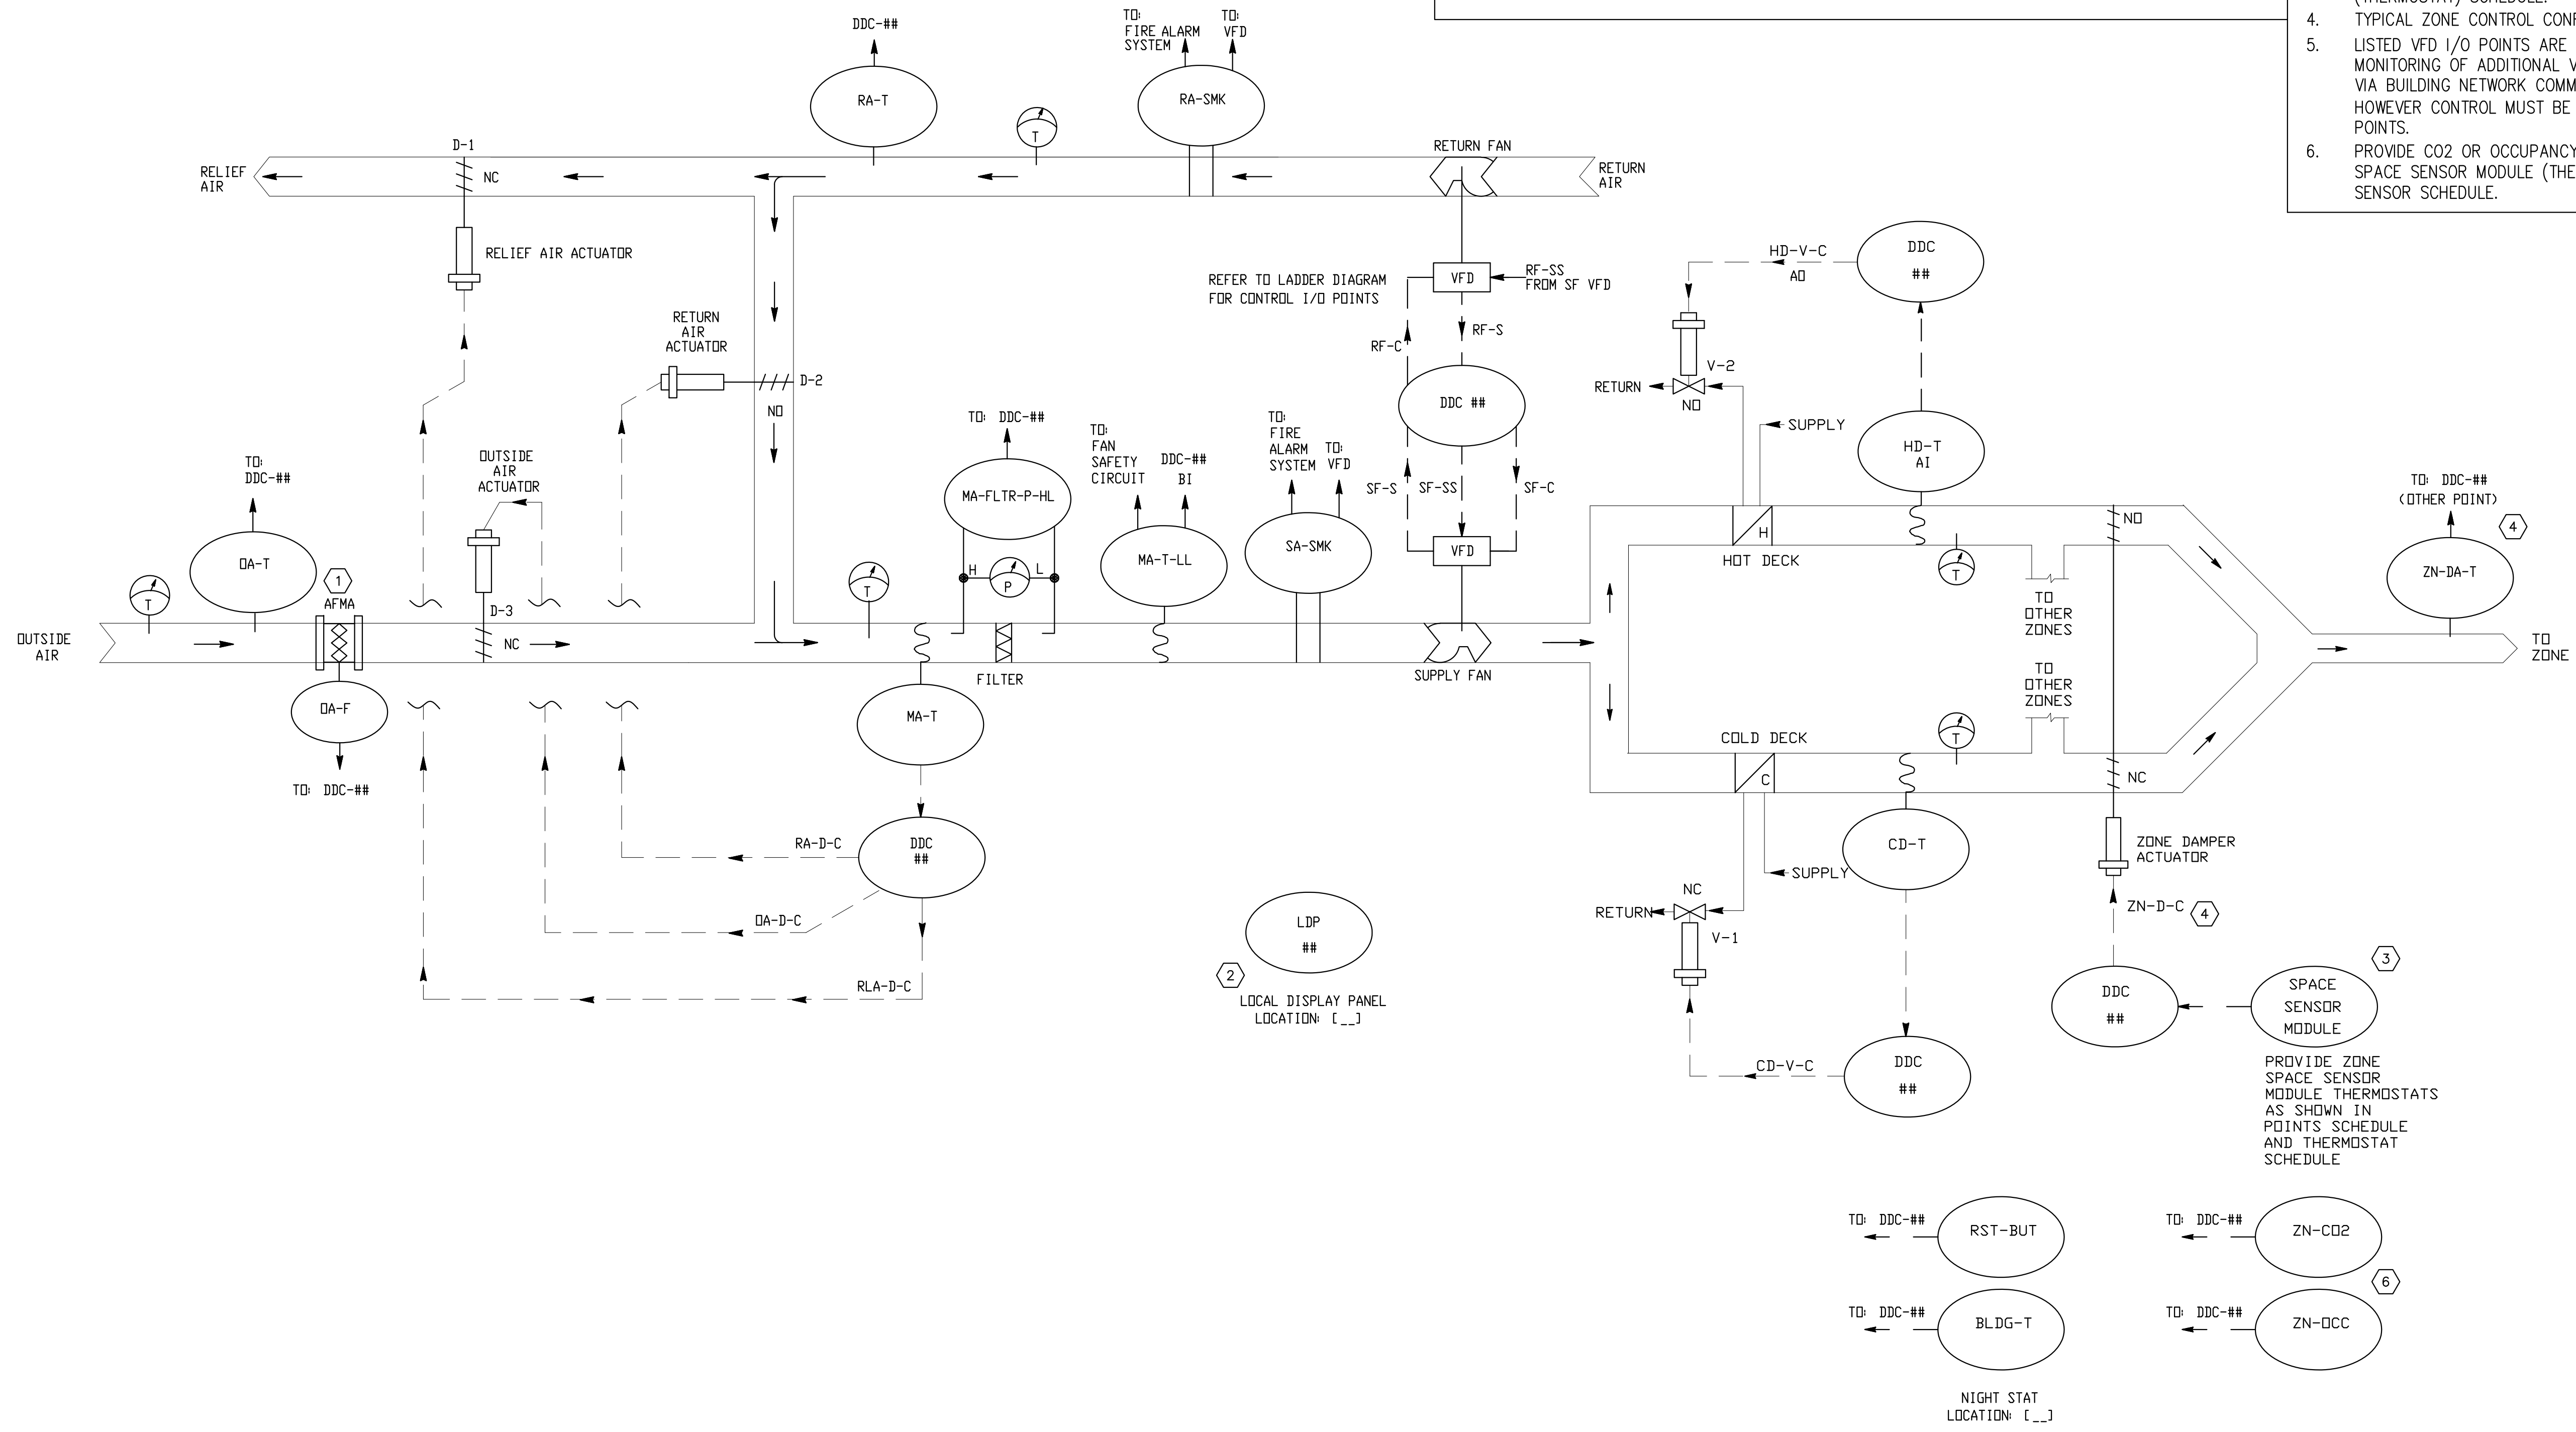 (THERMOSTAT) SCHEDULE.
4. TYPICAL ZONE CONTROL
5. LISTED VFD I/O POINTS ARE
MONITORING OF ADDITIONAL
VIA BUILDING NETWORK
HOWEVER CONTROL MUST BE
POINTS.
6. PROVIDE CO2 OR OCCUPANCY
SPACE SENSOR MODULE
SENSOR SCHEDULE.
DDC-##
RA-T
TO:
FIRE ALARM
SYSTEM
TO:
VFD
RA-SMK
T
D-1
NC
RELIEF
AIR
RETURN FAN
RETURN
AIR
RELIEF AIR ACTUATOR
RETURN
AIR
ACTUATOR
D-2
NO
REFER TO LADDER DIAGRAM
FOR CONTROL I/O POINTS
VFD
RF-SS
FROM SF VFD
RF-S
RF-C
DDC ##
SF-S
SF-SS
SF-C
VFD
HD-V-C
AO
DDC
##
V-2
RETURN
NO
SUPPLY
HD-T
AI
TO:
DDC-##
OA-T
T
1
AFMA
OUTSIDE
AIR
ACTUATOR
D-3
NC
OUTSIDE
AIR
OA-F
TO: DDC-##
T
TO: DDC-##
MA-FLTR-P-HL
H
L
P
FILTER
TO:
FAN
SAFETY
CIRCUIT
DDC-##
BI
MA-T-LL
TO:
FIRE
ALARM
SYSTEM
TO:
VFD
SA-SMK
SUPPLY FAN
MA-T
DDC
##
RA-D-C
OA-D-C
RLA-D-C
H
HOT DECK
T
NO
TO
OTHER
ZONES
TO
OTHER
ZONES
TO: DDC-##
(OTHER POINT)
4
ZN-DA-T
TO
ZONE
COLD DECK
C
T
NC
CD-T
SUPPLY
NC
RETURN
V-1
CD-V-C
DDC
##
ZONE DAMPER
ACTUATOR
ZN-D-C
4
DDC
##
3
SPACE
SENSOR
MODULE
PROVIDE ZONE
SPACE SENSOR
MODULE THERMOSTATS
AS SHOWN IN
POINTS SCHEDULE
AND THERMOSTAT
SCHEDULE
LDP
##
2
LOCAL DISPLAY PANEL
LOCATION: [__]
TO: DDC-##
RST-BUT
TO: DDC-##
ZN-CO2
6
TO: DDC-##
BLDG-T
TO: DDC-##
ZN-OCC
NIGHT STAT
LOCATION: [__]